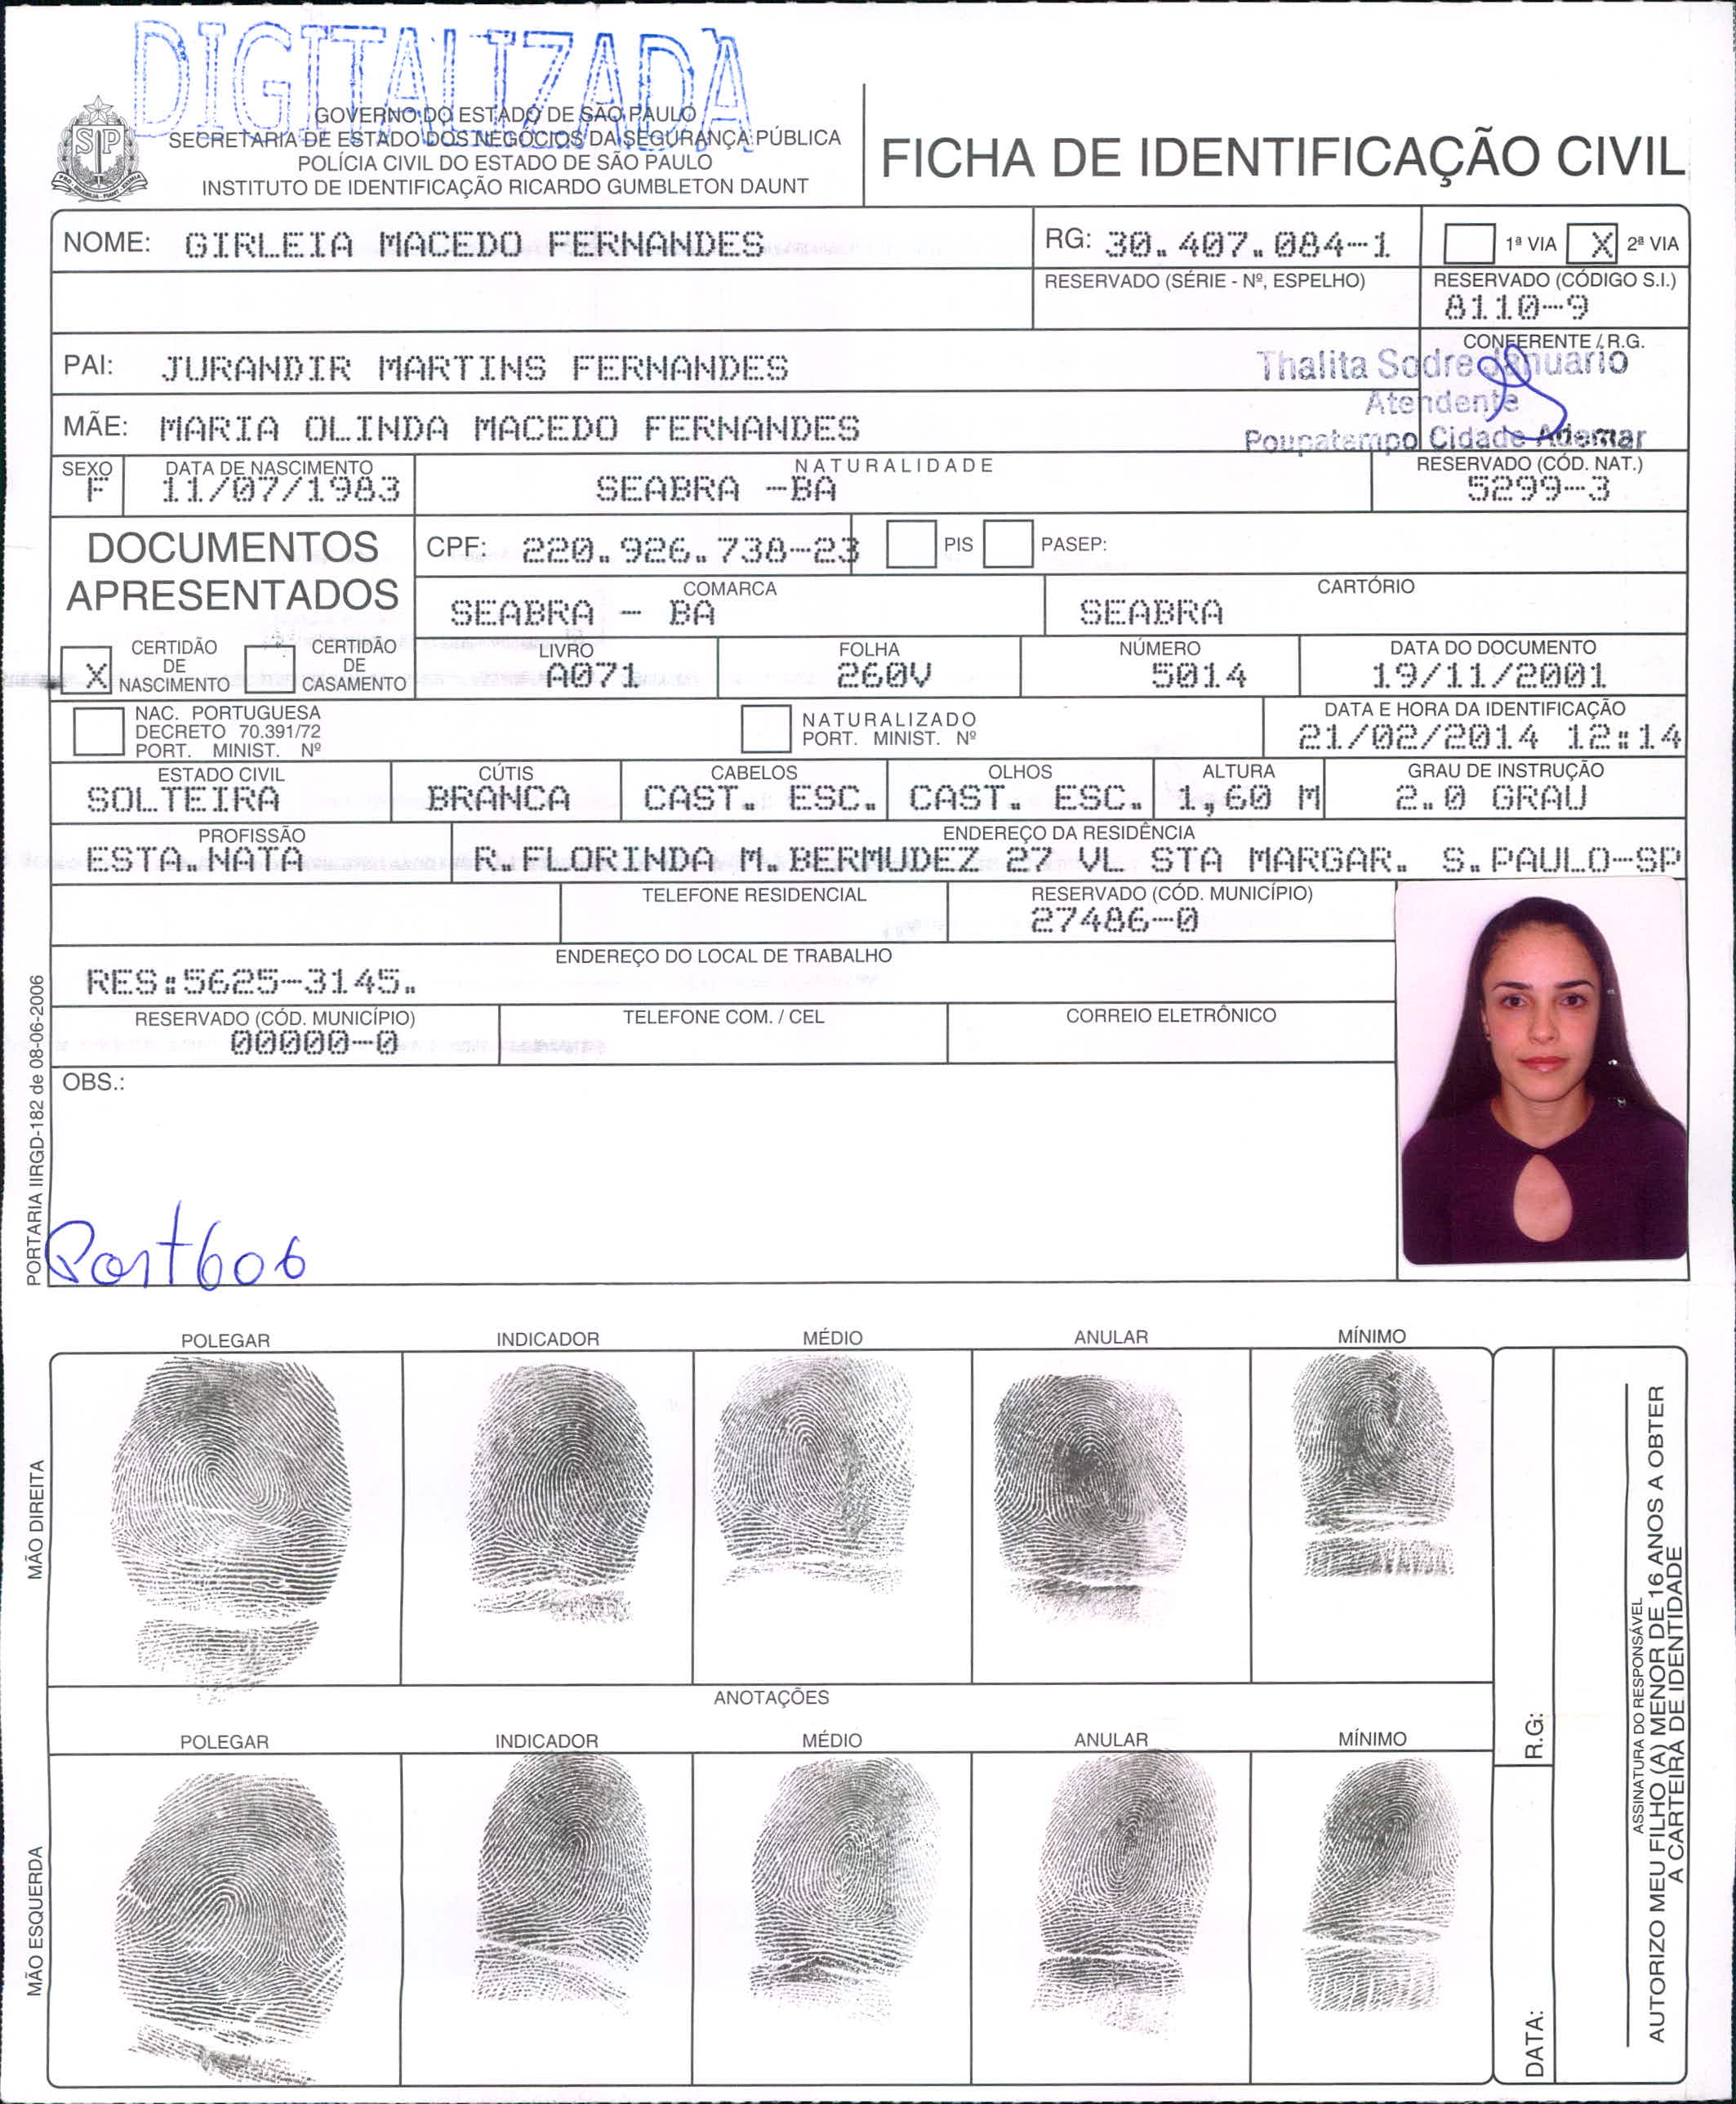 DIGITALIZADA
GOVERNO DO ESTADO DE SÃO PAULO
SECRETARIA DE ESTADO DOS NEGÓCIOS DA SEGURANÇA PÚBLICA
POLÍCIA CIVIL DO ESTADO DE SÃO PAULO
INSTITUTO DE IDENTIFICAÇÃO RICARDO GUMBLETON DAUNT
FICHA DE IDENTIFICAÇÃO CIVIL
NOME: GIRLEIA MACEDO FERNANDES
RG: 30.407.084-1
1ª VIA X 2ª VIA
RESERVADO (SÉRIE - Nº, ESPELHO)
RESERVADO (CÓDIGO S.I.)
8110-9
PAI: JURANDIR MARTINS FERNANDES
CONFERENTE / R.G.
Thalita Sodre Januario
Atendente
Poupatempo Cidade Ademar
MÃE: MARIA OLINDA MACEDO FERNANDES
SEXO
F
DATA DE NASCIMENTO
11/07/1983
NATURALIDADE
SEABRA -BA
RESERVADO (CÓD. NAT.)
5299-3
DOCUMENTOS
APRESENTADOS
CPF: 220.926.738-23
PIS
PASEP:
COMARCA
SEABRA - BA
CARTÓRIO
SEABRA
X CERTIDÃO
DE
NASCIMENTO
CERTIDÃO
DE
CASAMENTO
LIVRO
A071
FOLHA
260V
NÚMERO
5014
DATA DO DOCUMENTO
19/11/2001
NAC. PORTUGUESA
DECRETO 70.391/72
PORT. MINIST. Nº
NATURALIZADO
PORT. MINIST. Nº
DATA E HORA DA IDENTIFICAÇÃO
21/02/2014 12:14
ESTADO CIVIL
SOLTEIRA
CÚTIS
BRANCA
CABELOS
CAST. ESC.
OLHOS
CAST. ESC.
ALTURA
1,60 M
GRAU DE INSTRUÇÃO
2.0 GRAU
PROFISSÃO
ESTA.NATA
ENDEREÇO DA RESIDÊNCIA
R.FLORINDA M.BERMUDEZ 27 VL STA MARGAR. S.PAULO-SP
TELEFONE RESIDENCIAL
RESERVADO (CÓD. MUNICÍPIO)
27486-0
ENDEREÇO DO LOCAL DE TRABALHO
RES:5625-3145.
RESERVADO (CÓD. MUNICÍPIO)
00000-0
TELEFONE COM. / CEL
CORREIO ELETRÔNICO
OBS.:
Port 606
PORTARIA IIRGD-182 de 08-06-2006
POLEGAR
INDICADOR
MÉDIO
ANULAR
MÍNIMO
MÃO DIREITA
ANOTAÇÕES
POLEGAR
INDICADOR
MÉDIO
ANULAR
MÍNIMO
MÃO ESQUERDA
R.G:
DATA:
ASSINATURA DO RESPONSÁVEL
AUTORIZO MEU FILHO (A) MENOR DE 16 ANOS A OBTER
A CARTEIRA DE IDENTIDADE